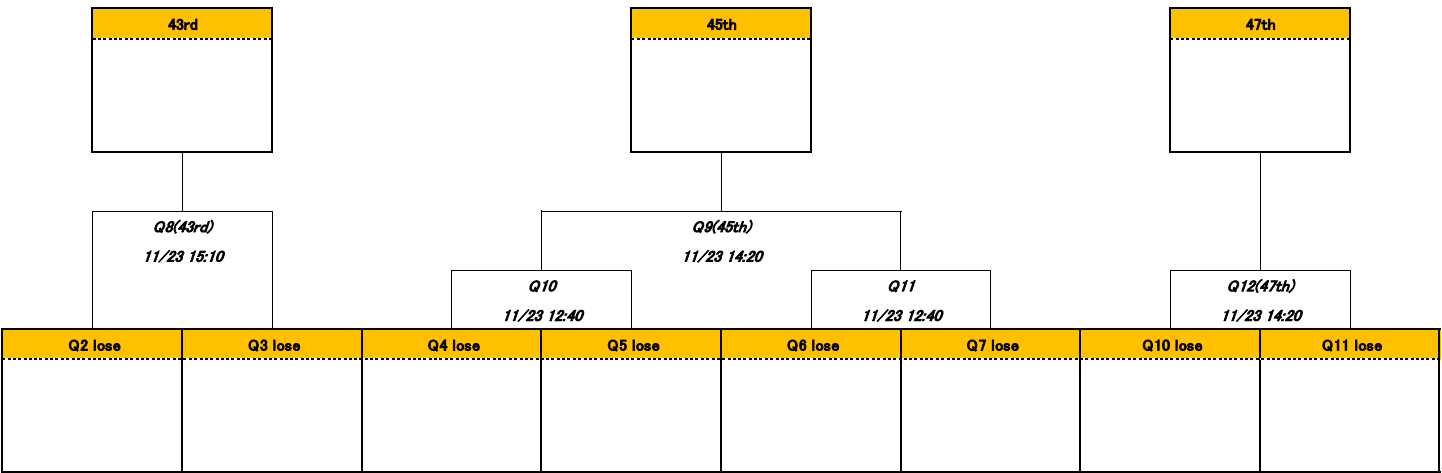 43rd
45th
47th
Q8(43rd)
11/23 15:10
Q9(45th)
11/23 14:20
Q10
11/23 12:40
Q11
11/23 12:40
Q12(47th)
11/23 14:20
Q2 lose
Q3 lose
Q4 lose
Q5 lose
Q6 lose
Q7 lose
Q10 lose
Q11 lose